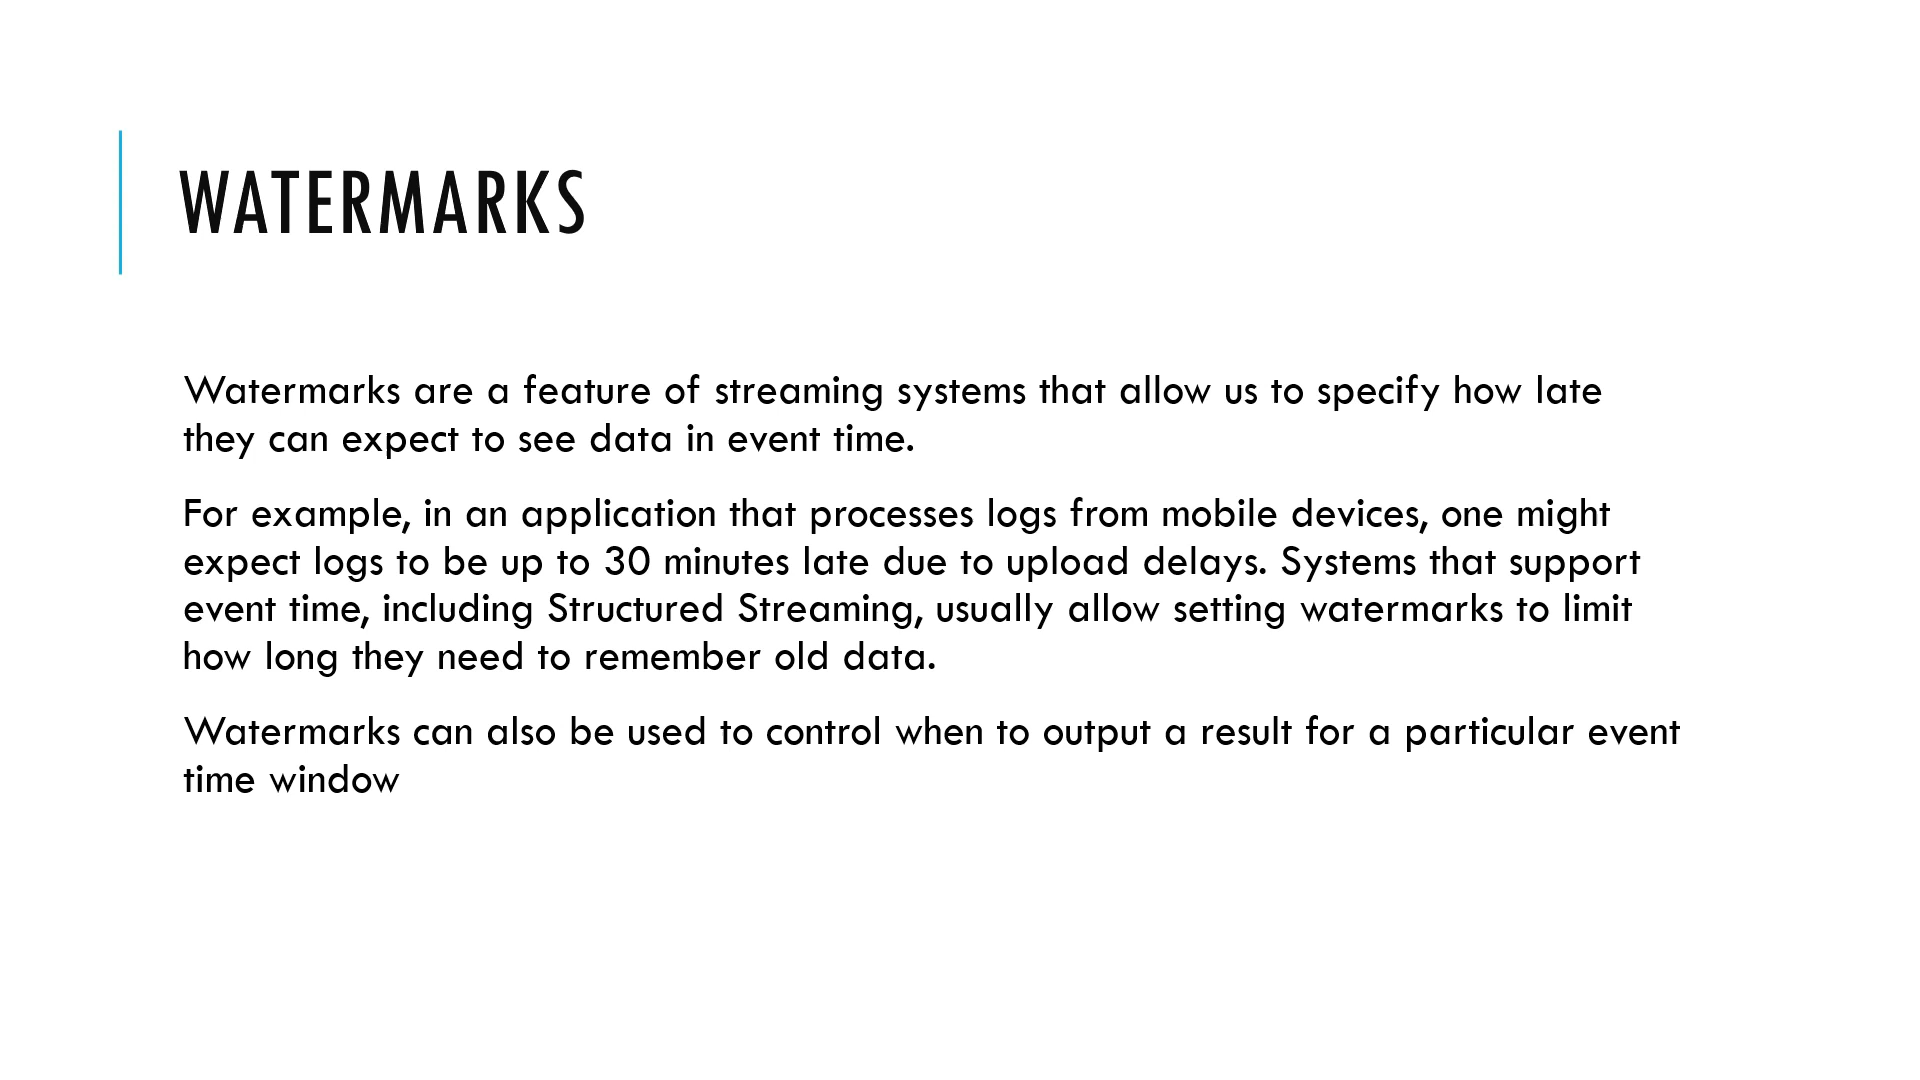 WATERMARKS
Watermarks are a feature of streaming systems that allow us to specify how late
they can expect to see data in event time.
For example, in an application that processes logs from mobile devices, one might
expect logs to be up to 30 minutes late due to upload delays. Systems that support
event time, including Structured Streaming, usually allow setting watermarks to limit
how long they need to remember old data.
Watermarks can also be used to control when to output a result for a particular event
time window